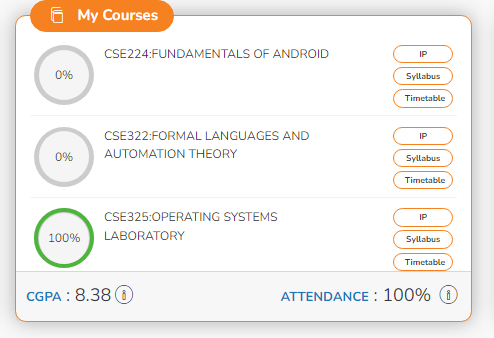 My Courses
0%
CSE224:FUNDAMENTALS OF ANDROID
IP
Syllabus
Timetable
0%
CSE322:FORMAL LANGUAGES AND
AUTOMATION THEORY
IP
Syllabus
Timetable
100%
CSE325:OPERATING SYSTEMS
LABORATORY
IP
Syllabus
Timetable
CGPA : 8.38 i ATTENDANCE : 100% i